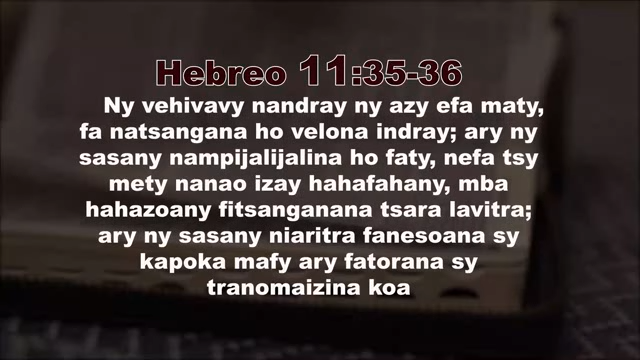 Hebreo 11:35-36
Ny vehivavy nandray ny azy efa maty,
fa natsangana ho velona indray; ary ny
sasany nampijalijalina ho faty, nefa tsy
mety nanao izay hahafahany, mba
hahazoany fitsanganana tsara lavitra;
ary ny sasany niaritra fanesoana sy
kapoka mafy ary fatorana sy
tranomaizina koa